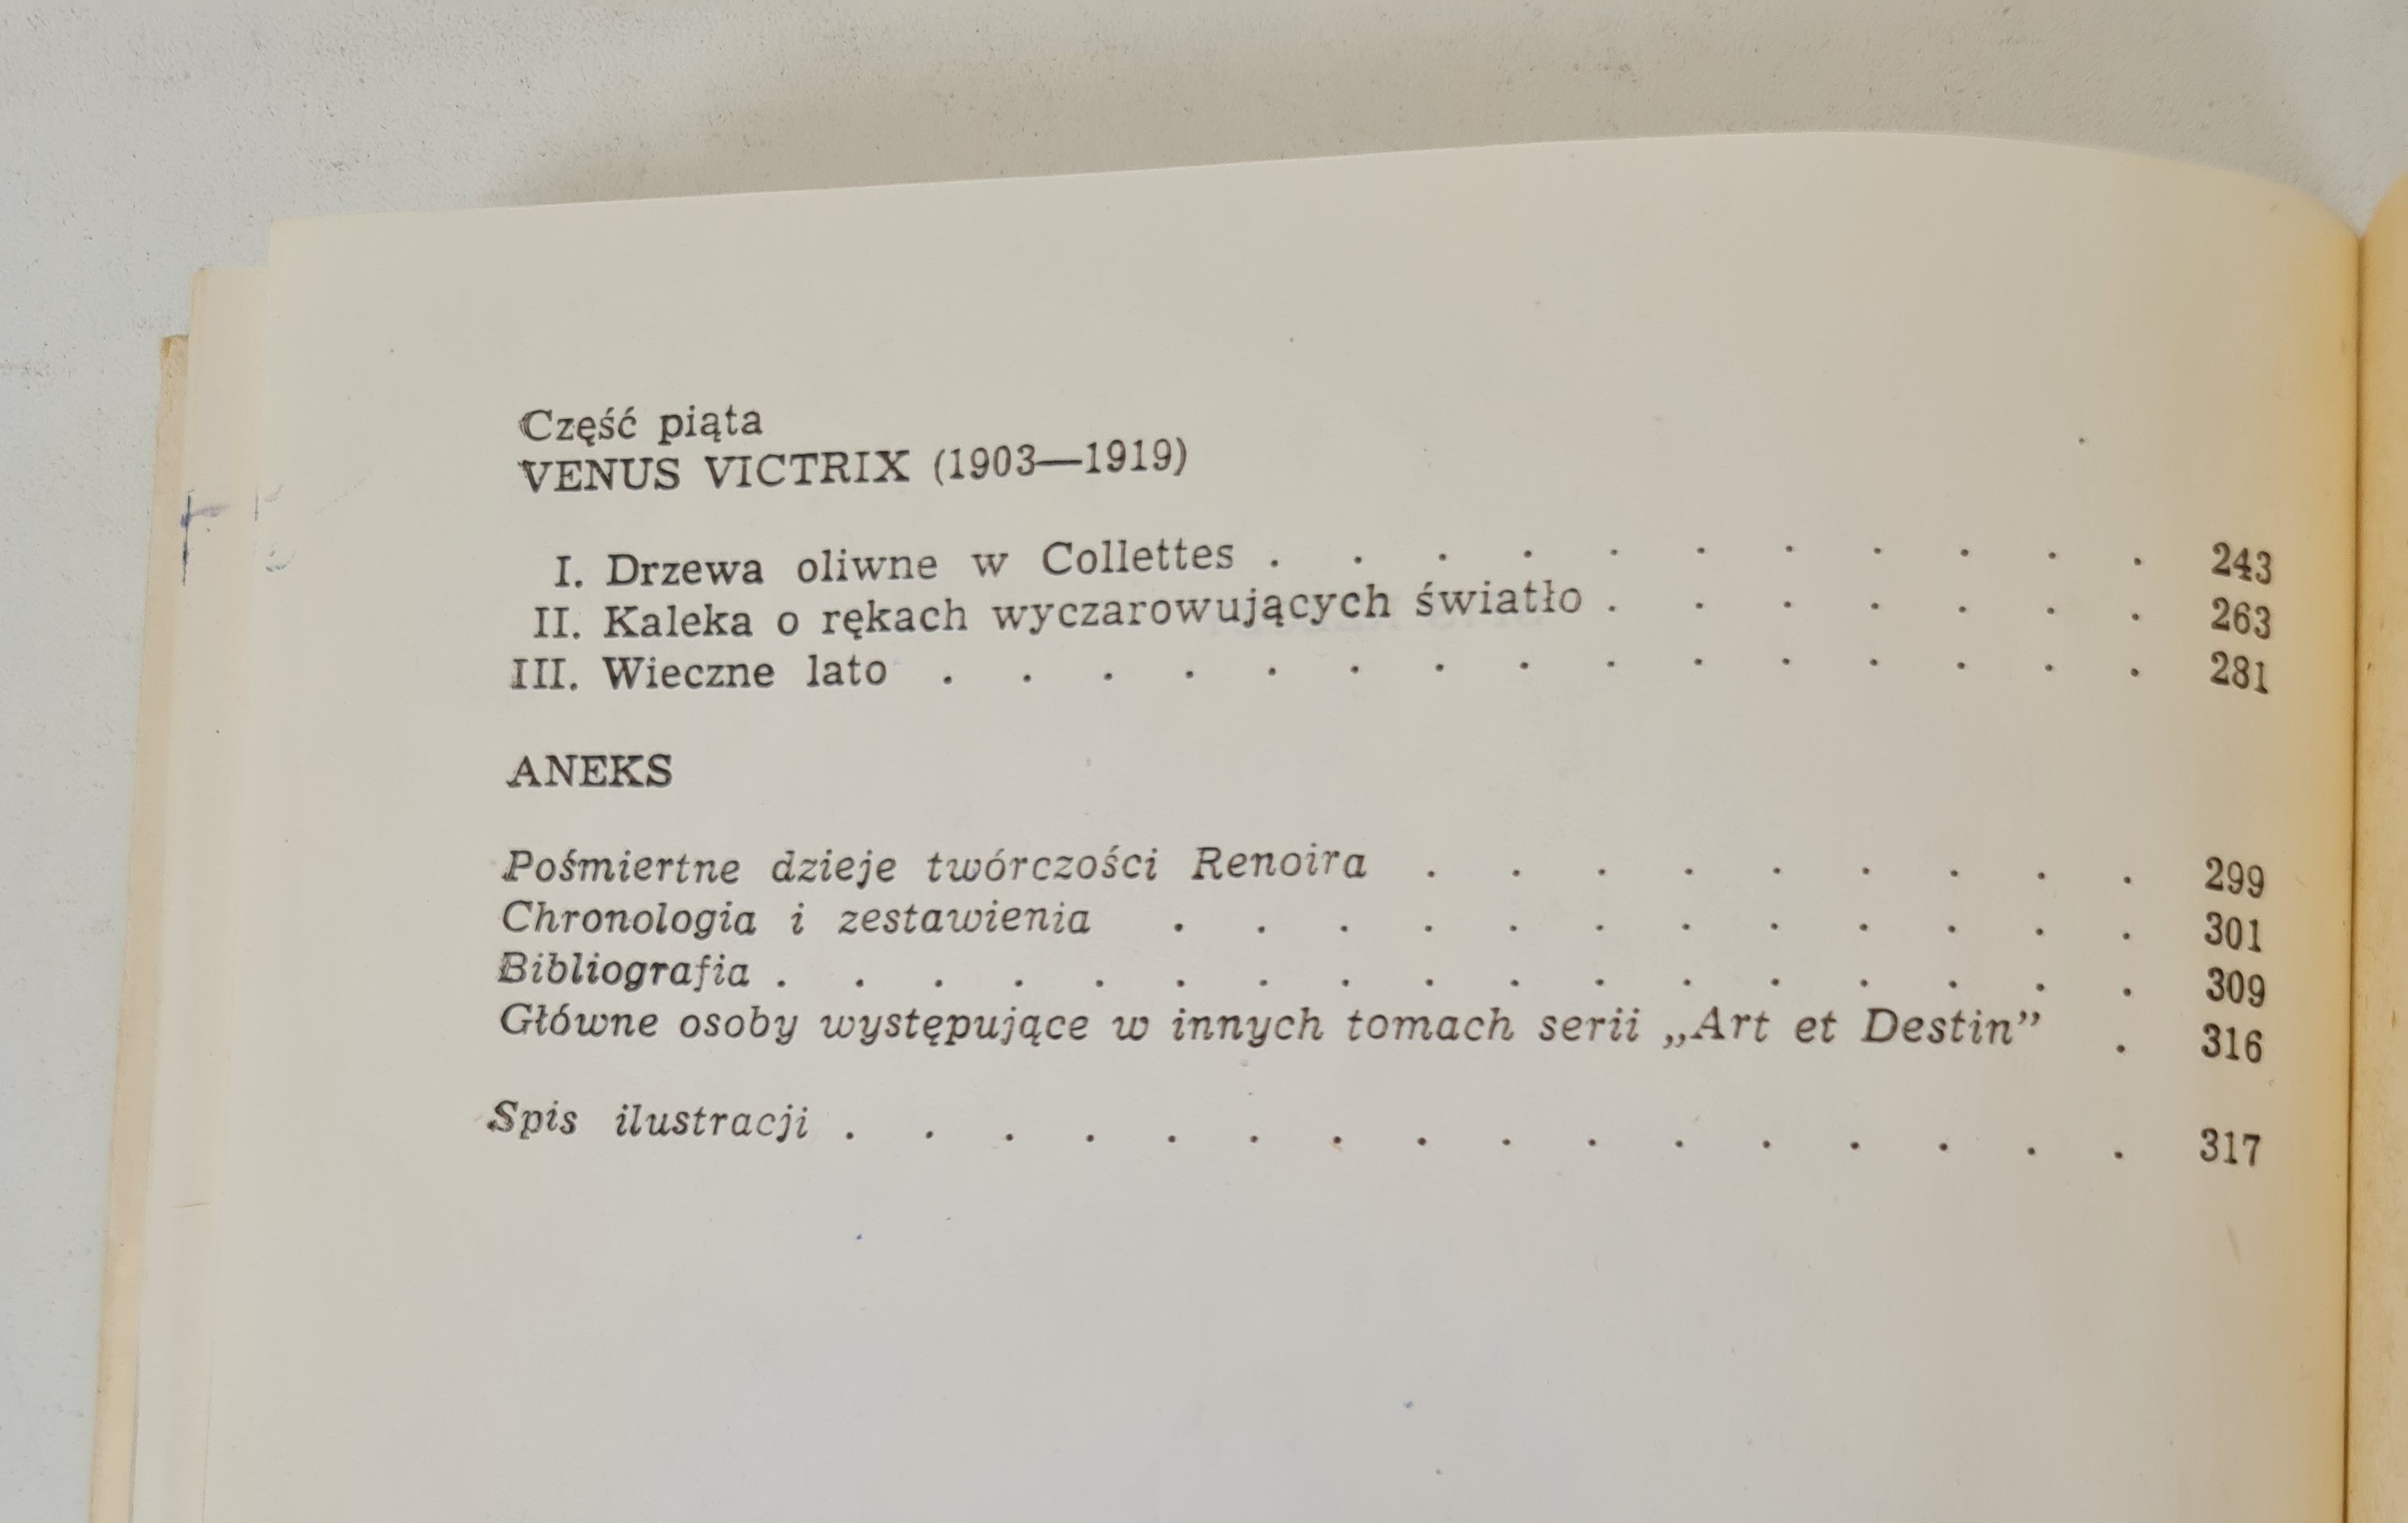 Część piąta
VENUS VICTRIX (1903—1919)
I. Drzewa oliwne w Collettes . . . . . . . . . . . 243
II. Kaleka o rękach wyczarowujących światło . . . . . . . 263
III. Wieczne lato . . . . . . . . . . . . . . . 281
ANEKS
Pośmiertne dzieje twórczości Renoira . . . . . . . . . 299
Chronologia i zestawienia . . . . . . . . . . . . 301
Bibliografia . . . . . . . . . . . . . . . . . 309
Główne osoby występujące w innych tomach serii „Art et Destin” . 316
Spis ilustracji . . . . . . . . . . . . . . . . 317